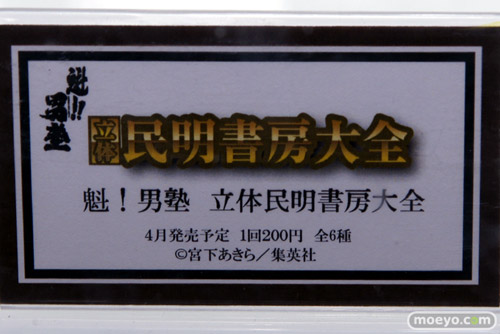 魁!!!
男塾
立体 民明書房大全
魁！男塾　立体民明書房大全
4月発売予定 1回200円 全6種
©宮下あきら／集英社
moeyo.com